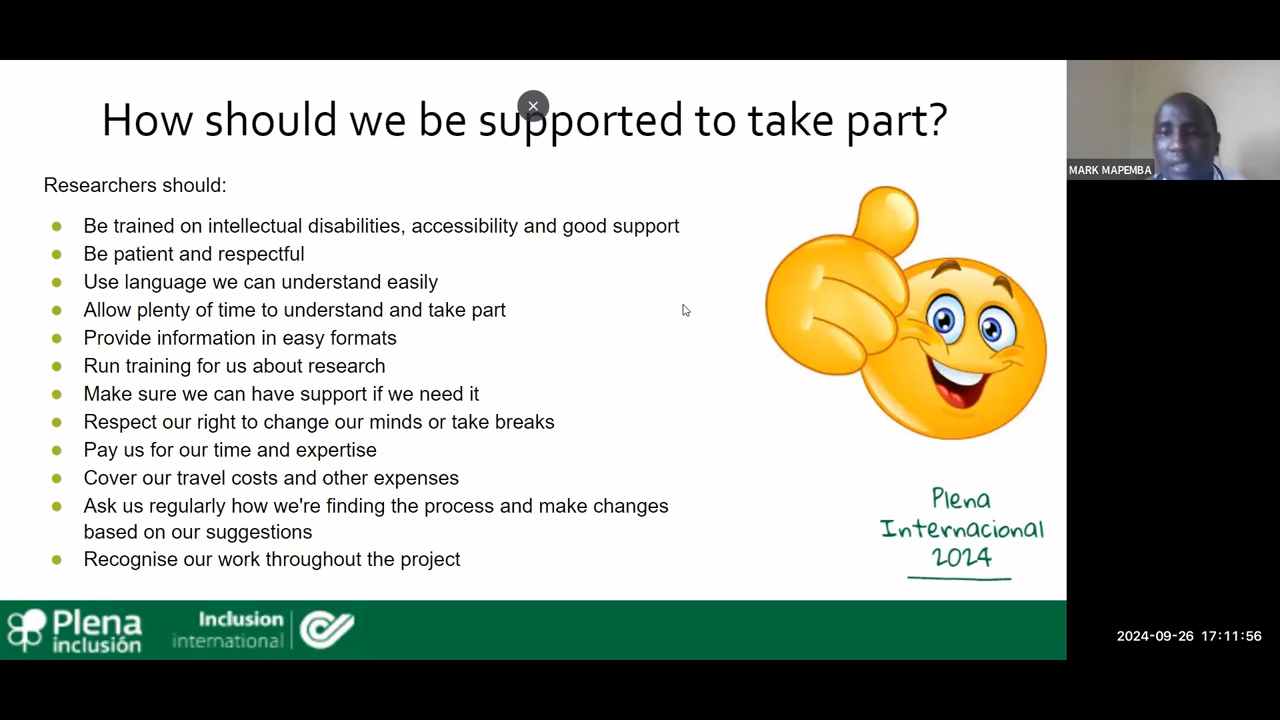 How should we be supported to take part?
MARK MAPEMBA
Researchers should:
Be trained on intellectual disabilities, accessibility and good support
Be patient and respectful
Use language we can understand easily
Allow plenty of time to understand and take part
Provide information in easy formats
Run training for us about research
Make sure we can have support if we need it
Respect our right to change our minds or take breaks
Pay us for our time and expertise
Cover our travel costs and other expenses
Ask us regularly how we're finding the process and make changes
based on our suggestions
Recognise our work throughout the project
Plena
Internacional
2024
Plena
inclusión
Inclusion
international
2024-09-26 17:11:56